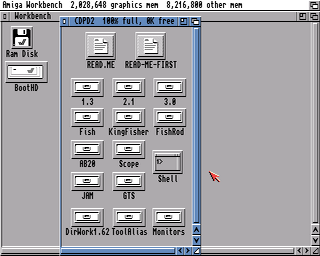 Amiga Workbench 2,028,648 graphics mem 8,216,800 other mem
Workbench
CDPD2 100% full, 0K free
Ram Disk
BootHD
READ.ME READ-ME-FIRST
1.3 2.1 3.0
Fish KingFisher FishRod
AB20 Scope Shell
JAM GTS
DirWork1.62 ToolAlias Monitors